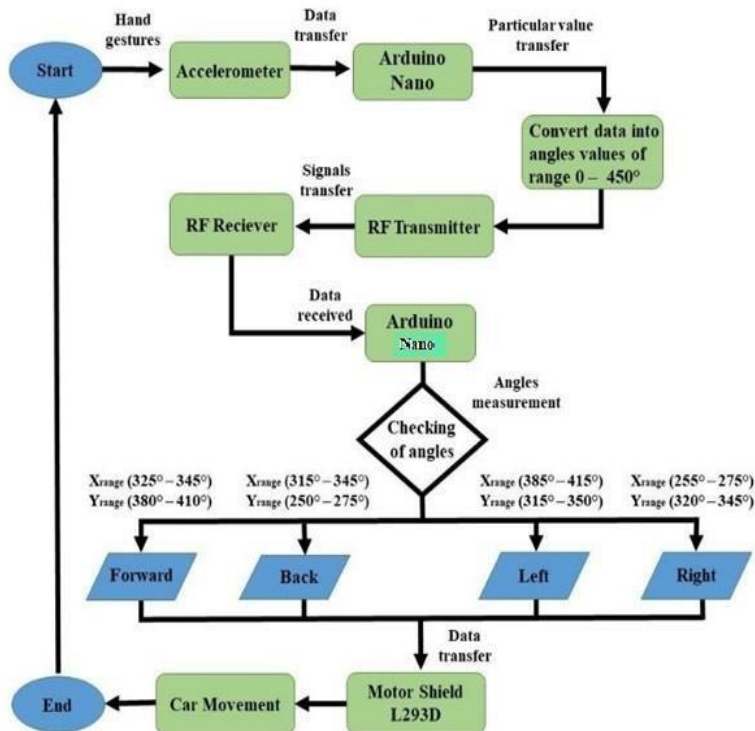 Hand
gestures
Data
transfer
Particular value
transfer
Start
Accelerometer
Arduino
Nano
Convert data into
angles values of
range 0 – 450°
Signals
transfer
RF Reciever
RF Transmitter
Data
received
Arduino
Nano
Angles
measurement
Checking
of angles
Xrange (325° – 345°)
Yrange (380° – 410°)
Xrange (315° – 345°)
Yrange (250° – 275°)
Xrange (385° – 415°)
Yrange (315° – 350°)
Xrange (255° – 275°)
Yrange (320° – 345°)
Forward
Back
Left
Right
Data
transfer
End
Car Movement
Motor Shield
L293D